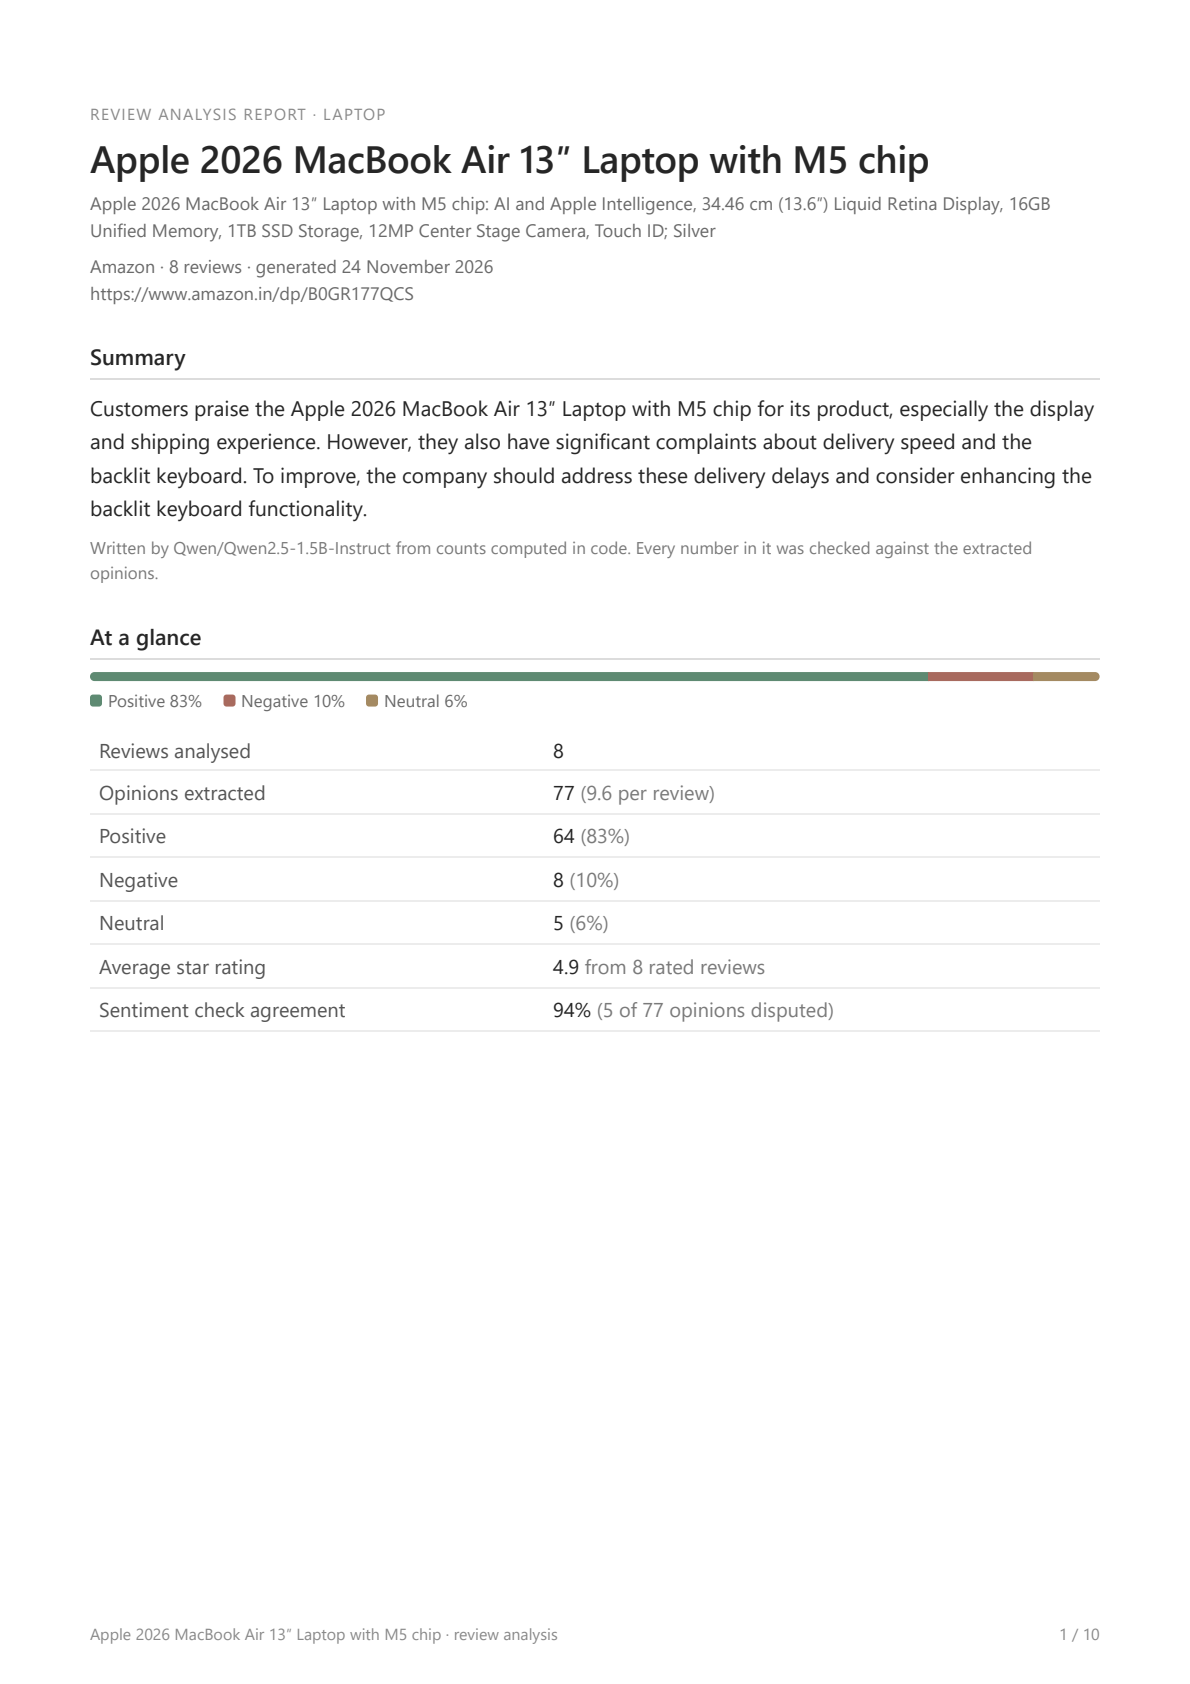 REVIEW ANALYSIS REPORT · LAPTOP
Apple 2026 MacBook Air 13″ Laptop with M5 chip
Apple 2026 MacBook Air 13″ Laptop with M5 chip: AI and Apple Intelligence, 34.46 cm (13.6″) Liquid Retina Display, 16GB
Unified Memory, 1TB SSD Storage, 12MP Center Stage Camera, Touch ID; Silver
Amazon · 8 reviews · generated 24 November 2026
https://www.amazon.in/dp/B0GR177QCS
Summary
Customers praise the Apple 2026 MacBook Air 13″ Laptop with M5 chip for its product, especially the display
and shipping experience. However, they also have significant complaints about delivery speed and the
backlit keyboard. To improve, the company should address these delivery delays and consider enhancing the
backlit keyboard functionality.
Written by Qwen/Qwen2.5-1.5B-Instruct from counts computed in code. Every number in it was checked against the extracted
opinions.
At a glance
Positive 83% Negative 10% Neutral 6%
Reviews analysed 8
Opinions extracted 77 (9.6 per review)
Positive 64 (83%)
Negative 8 (10%)
Neutral 5 (6%)
Average star rating 4.9 from 8 rated reviews
Sentiment check agreement 94% (5 of 77 opinions disputed)
Apple 2026 MacBook Air 13″ Laptop with M5 chip · review analysis 1 / 10